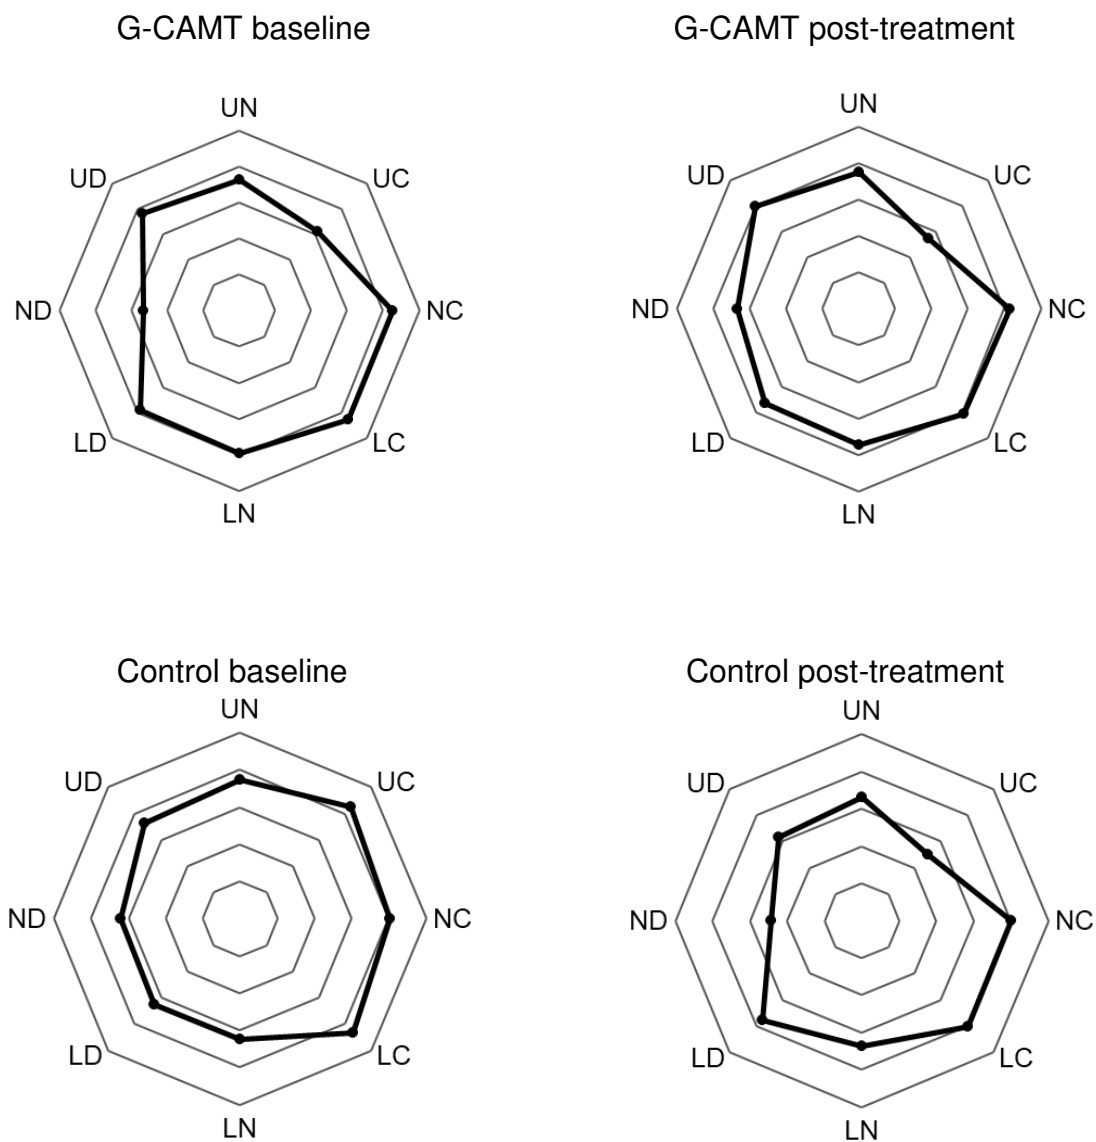 G-CAMT baseline
UN
UD
UC
ND
NC
LD
LC
LN
G-CAMT post-treatment
UN
UD
UC
ND
NC
LD
LC
LN
Control baseline
UN
UD
UC
ND
NC
LD
LC
LN
Control post-treatment
UN
UD
UC
ND
NC
LD
LC
LN